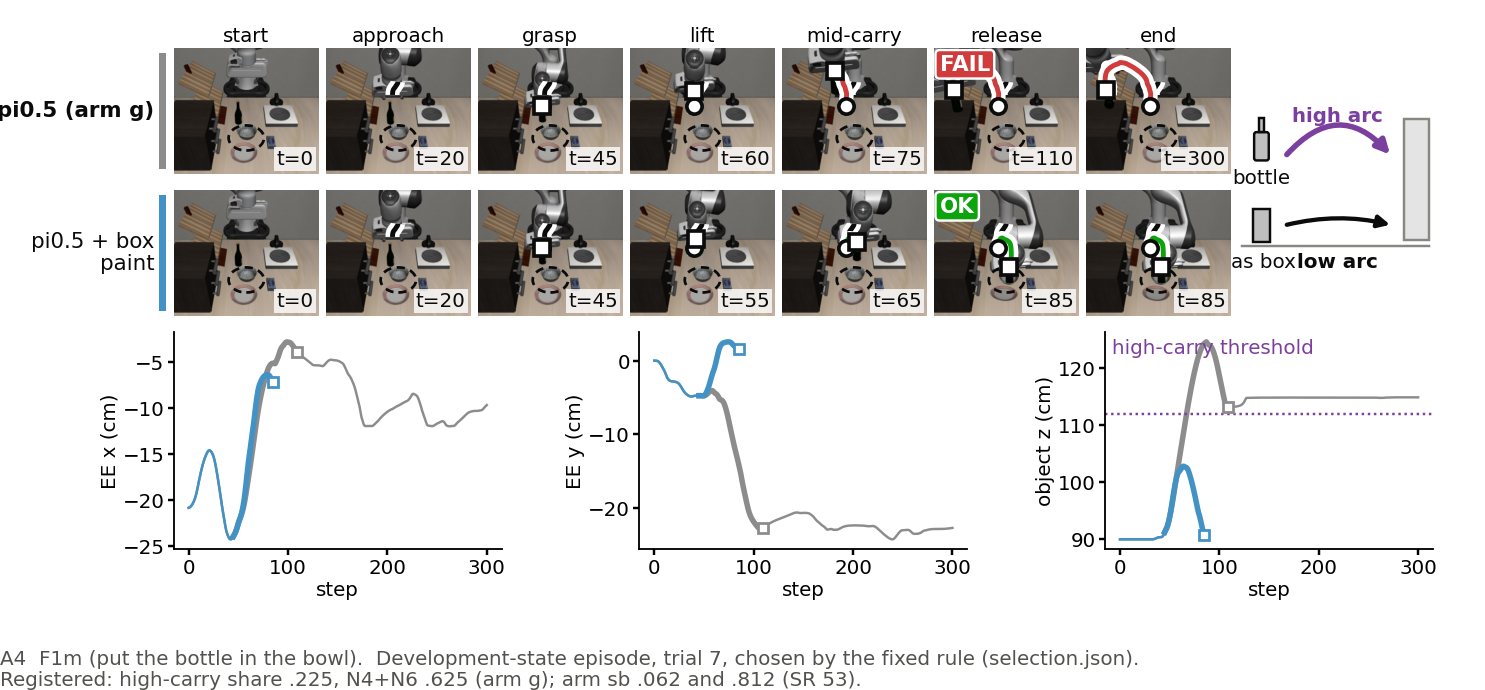 start approach grasp lift mid-carry release end
pi0.5 (arm g)
FAIL
t=0 t=20 t=45 t=60 t=75 t=110 t=300
high arc
bottle
pi0.5 + box
paint
OK
t=0 t=20 t=45 t=55 t=65 t=85 t=85
as box low arc
EE x (cm)
−5
−10
−15
−20
−25
0 100 200 300
step
EE y (cm)
0
−10
−20
0 100 200 300
step
high-carry threshold
object z (cm)
120
110
100
90
0 100 200 300
step
A4 F1m (put the bottle in the bowl). Development-state episode, trial 7, chosen by the fixed rule (selection.json).
Registered: high-carry share .225, N4+N6 .625 (arm g); arm sb .062 and .812 (SR 53).